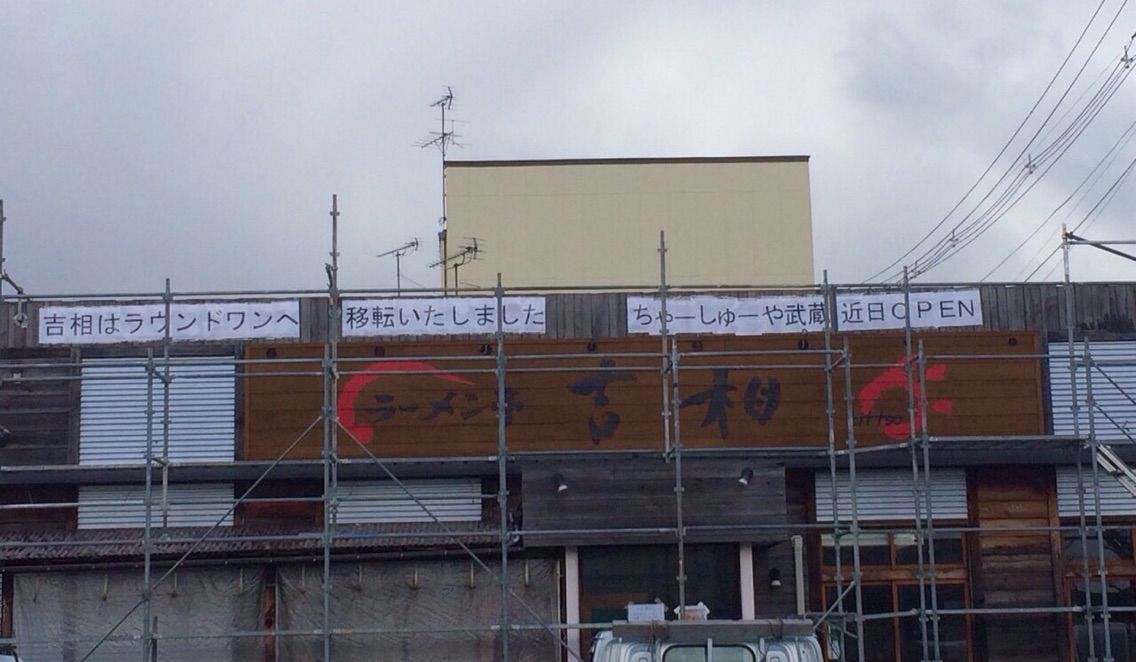 吉相はラウンドワンへ 移転いたしました ちゃーしゅーや武蔵 近日OPEN
ラーメン亭 吉相 kittso